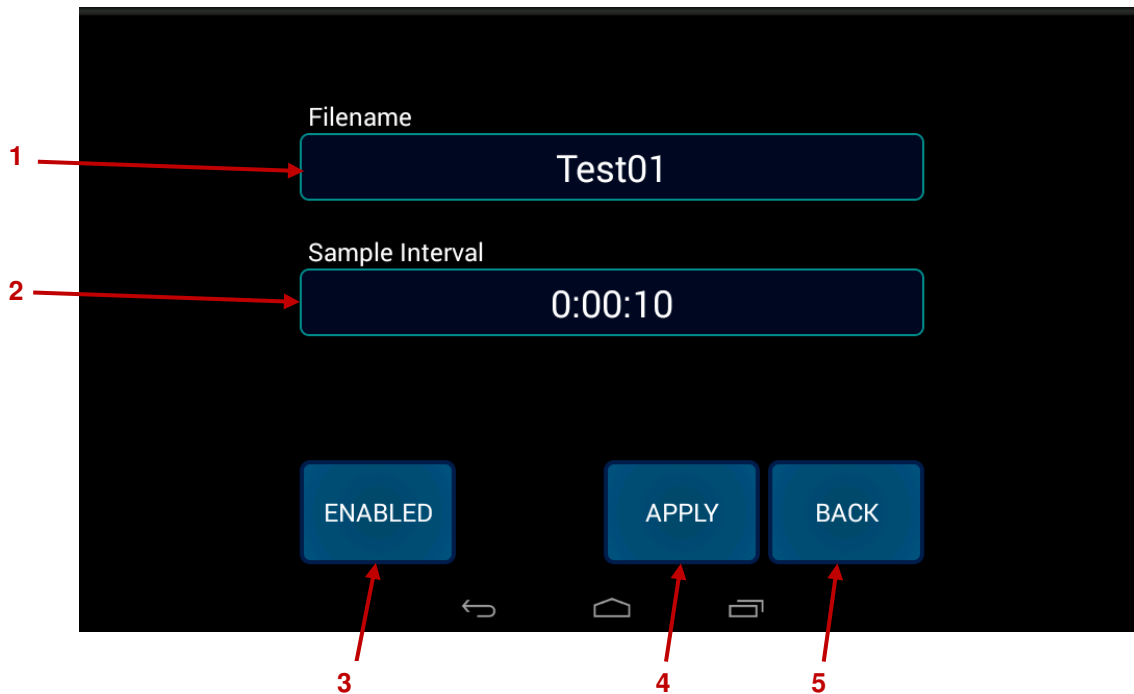 Filename
1
Test01
Sample Interval
2
0:00:10
ENABLED
APPLY
BACK
3
4
5